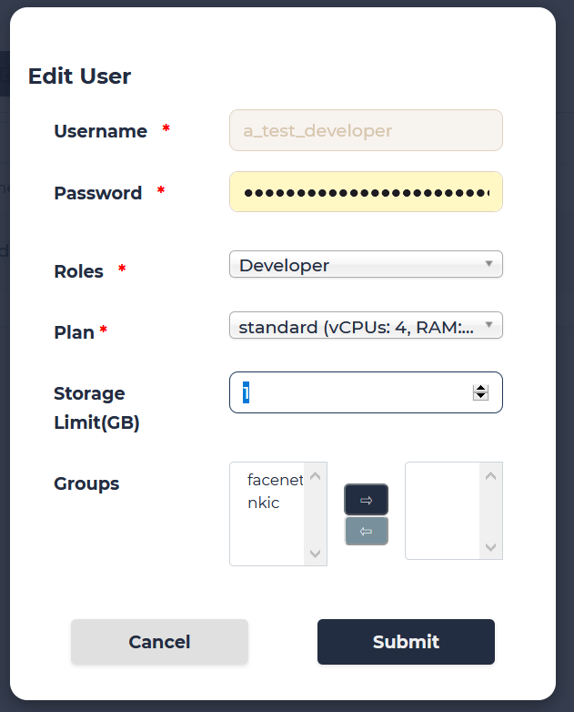 Edit User
Username *
a_test_developer
Password *
Roles *
Developer
Plan *
standard (vCPUs: 4, RAM:...
Storage
Limit(GB)
1
Groups
facenet
nkic
⇨
⇦
Cancel
Submit